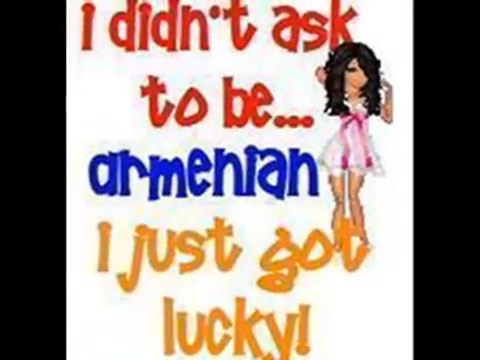 i didn't ask
to be...
armenian
i just got
lucky!